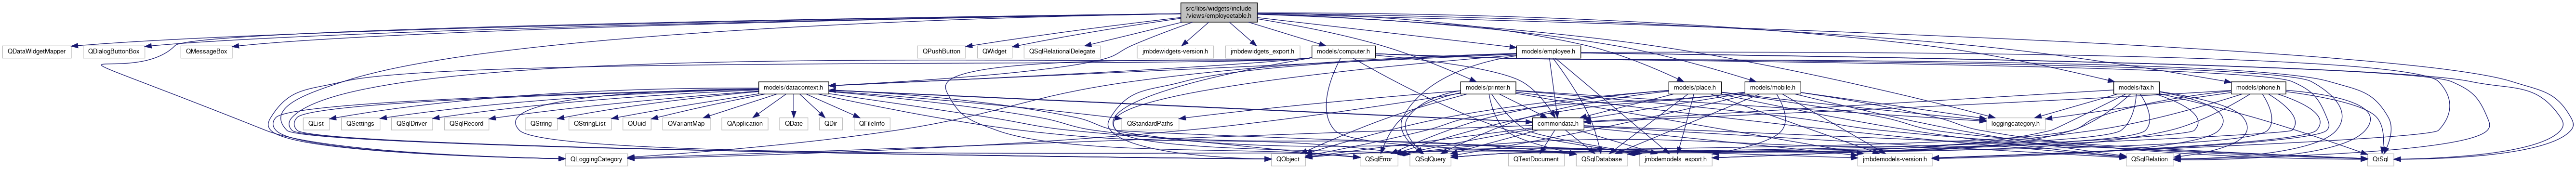 src/libs/widgets/include
/views/employeetable.h
QDataWidgetMapper
QDialogButtonBox
QMessageBox
QPushButton
QWidget
QSqlRelationalDelegate
jmbdewidgets-version.h
jmbdewidgets_export.h
models/computer.h
models/employee.h
models/datacontext.h
models/printer.h
models/place.h
models/mobile.h
models/fax.h
models/phone.h
QList
QSettings
QSqlDriver
QSqlRecord
QString
QStringList
QUuid
QVariantMap
QApplication
QDate
QDir
QFileInfo
QStandardPaths
commondata.h
loggingcategory.h
QLoggingCategory
QObject
QSqlError
QSqlQuery
QTextDocument
QSqlDatabase
jmbdemodels_export.h
jmbdemodels-version.h
QSqlRelation
QtSql